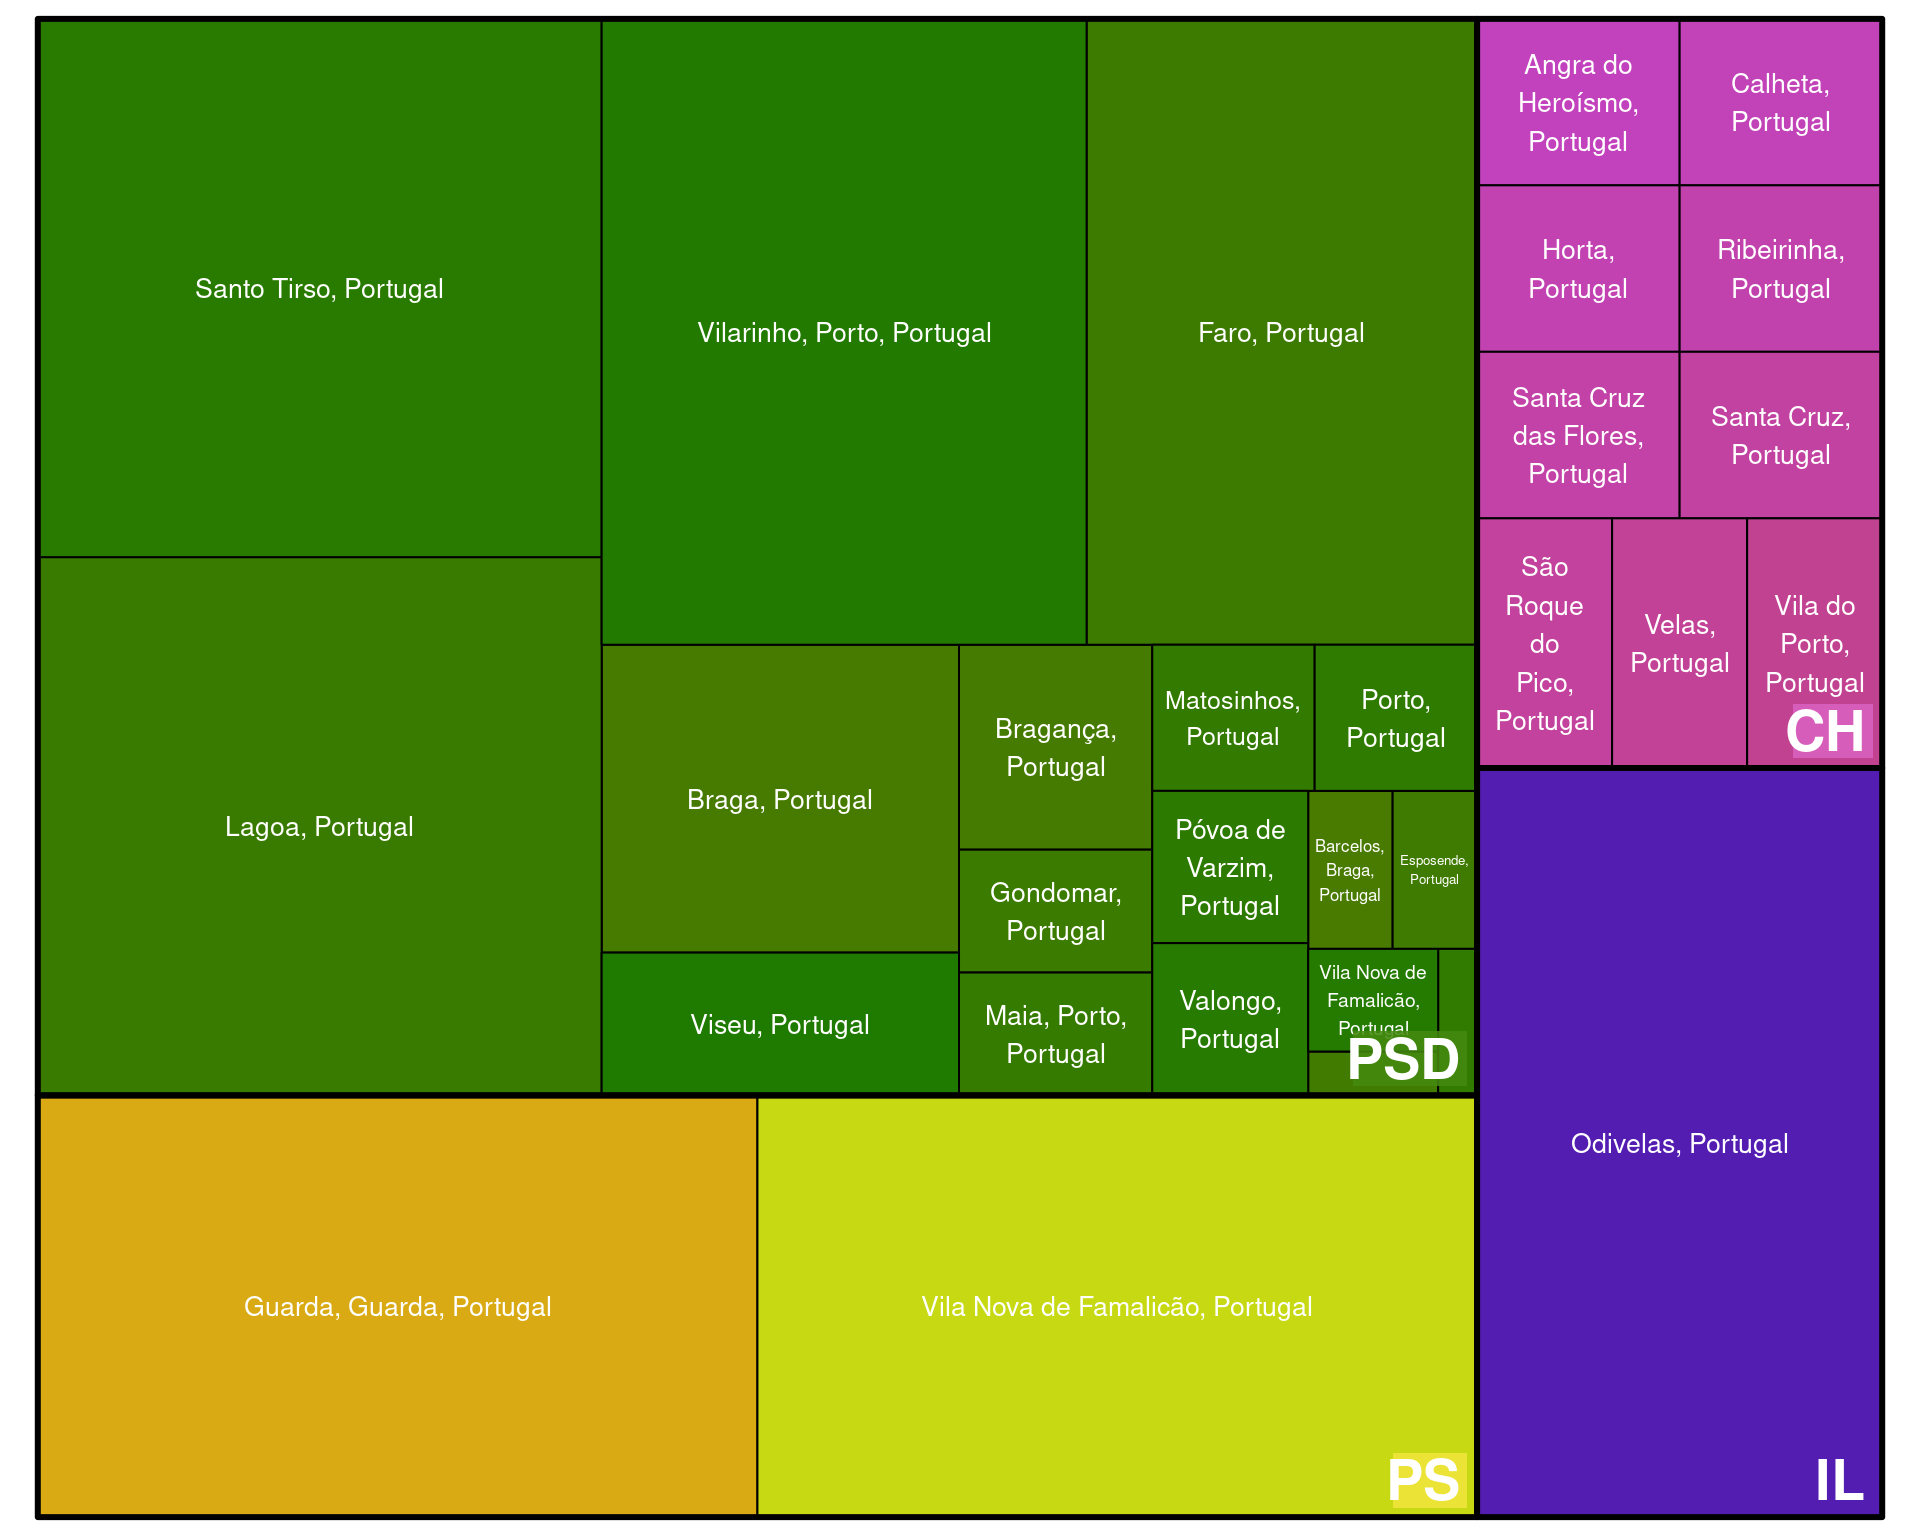 Santo Tirso, Portugal
Vilarinho, Porto, Portugal
Faro, Portugal
Lagoa, Portugal
Braga, Portugal
Viseu, Portugal
Bragança,
Portugal
Gondomar,
Portugal
Maia, Porto,
Portugal
Matosinhos,
Portugal
Porto,
Portugal
Póvoa de
Varzim,
Portugal
Valongo,
Portugal
Barcelos,
Braga,
Portugal
Esposende,
Portugal
Vila Nova de
Famalicão,
Portugal
PSD
Guarda, Guarda, Portugal
Vila Nova de Famalicão, Portugal
PS
Angra do
Heroísmo,
Portugal
Calheta,
Portugal
Horta,
Portugal
Ribeirinha,
Portugal
Santa Cruz
das Flores,
Portugal
Santa Cruz,
Portugal
São
Roque
do
Pico,
Portugal
Velas,
Portugal
Vila do
Porto,
Portugal
CH
Odivelas, Portugal
IL